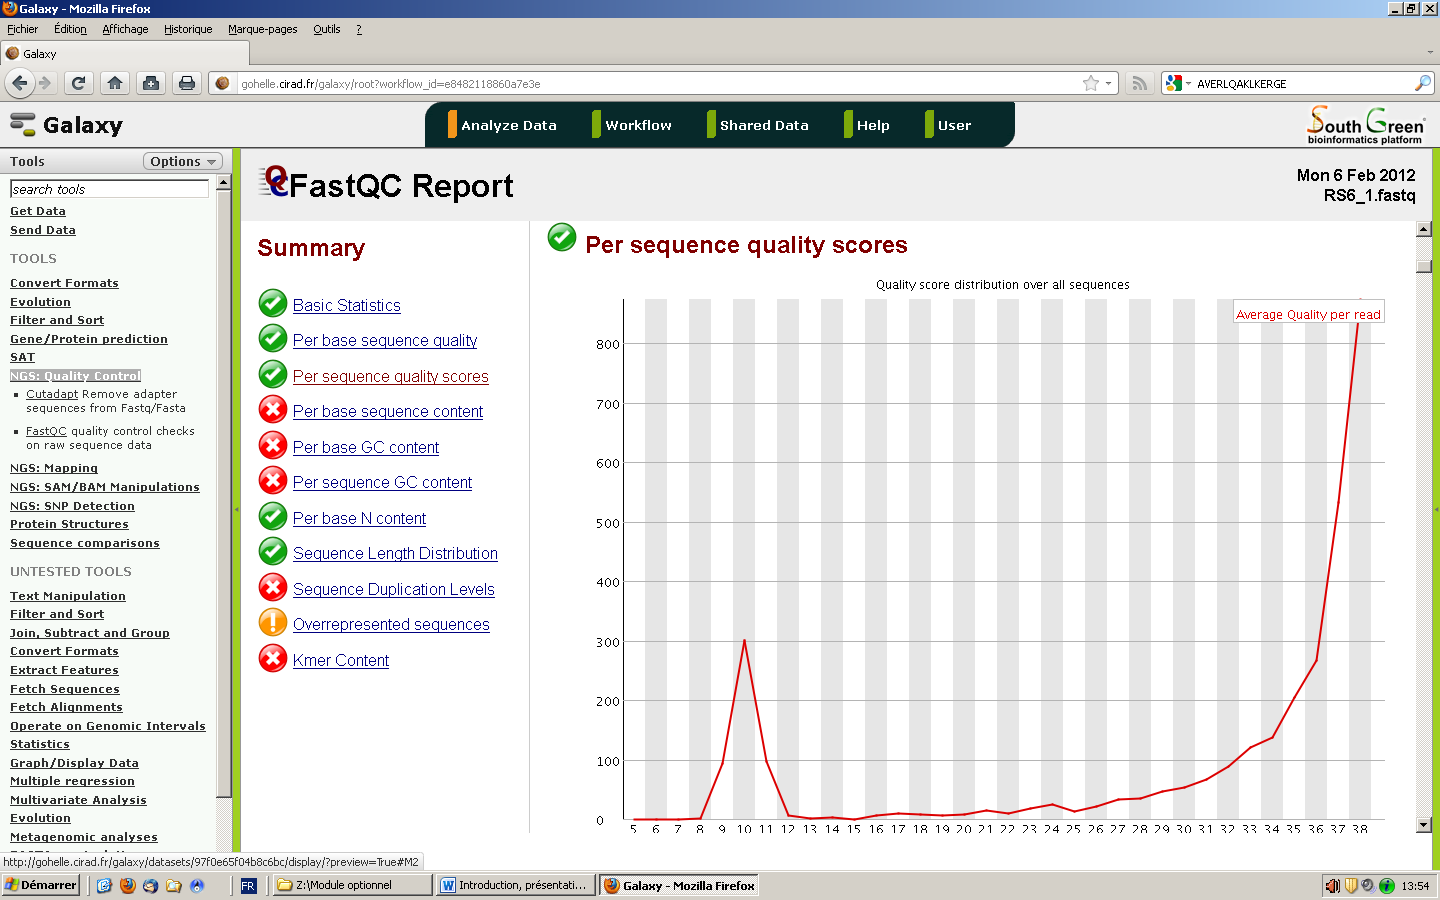 Galaxy - Mozilla Firefox
Fichier Édition Affichage Historique Marque-pages Outils ?
Galaxy
gohelle.cirad.fr/galaxy/root?workflow_id=e8482118860a7e3e
AVERLQAKLKERGE
Galaxy
Analyze Data Workflow Shared Data Help User
South Green
bioinformatics platform
Tools Options
search tools
Get Data
Send Data
TOOLS
Convert Formats
Evolution
Filter and Sort
Gene/Protein prediction
SAT
NGS: Quality Control
Cutadapt Remove adapter
sequences from Fastq/Fasta
FastQC quality control checks
on raw sequence data
NGS: Mapping
NGS: SAM/BAM Manipulations
NGS: SNP Detection
Protein Structures
Sequence comparisons
UNTESTED TOOLS
Text Manipulation
Filter and Sort
Join, Subtract and Group
Convert Formats
Extract Features
Fetch Sequences
Fetch Alignments
Operate on Genomic Intervals
Statistics
Graph/Display Data
Multiple regression
Multivariate Analysis
Evolution
Metagenomic analyses
FastQC Report
Mon 6 Feb 2012
RS6_1.fastq
Summary
Basic Statistics
Per base sequence quality
Per sequence quality scores
Per base sequence content
Per base GC content
Per sequence GC content
Per base N content
Sequence Length Distribution
Sequence Duplication Levels
Overrepresented sequences
Kmer Content
Per sequence quality scores
Quality score distribution over all sequences
Average Quality per read
800
700
600
500
400
300
200
100
0
5 6 7 8 9 10 11 12 13 14 15 16 17 18 19 20 21 22 23 24 25 26 27 28 29 30 31 32 33 34 35 36 37 38
http://gohelle.cirad.fr/galaxy/datasets/97f0e65f04b8c6bc/display/?preview=True#M2
Démarrer FR Z:\Module optionnel Introduction, présentati... Galaxy - Mozilla Firefox 13:54